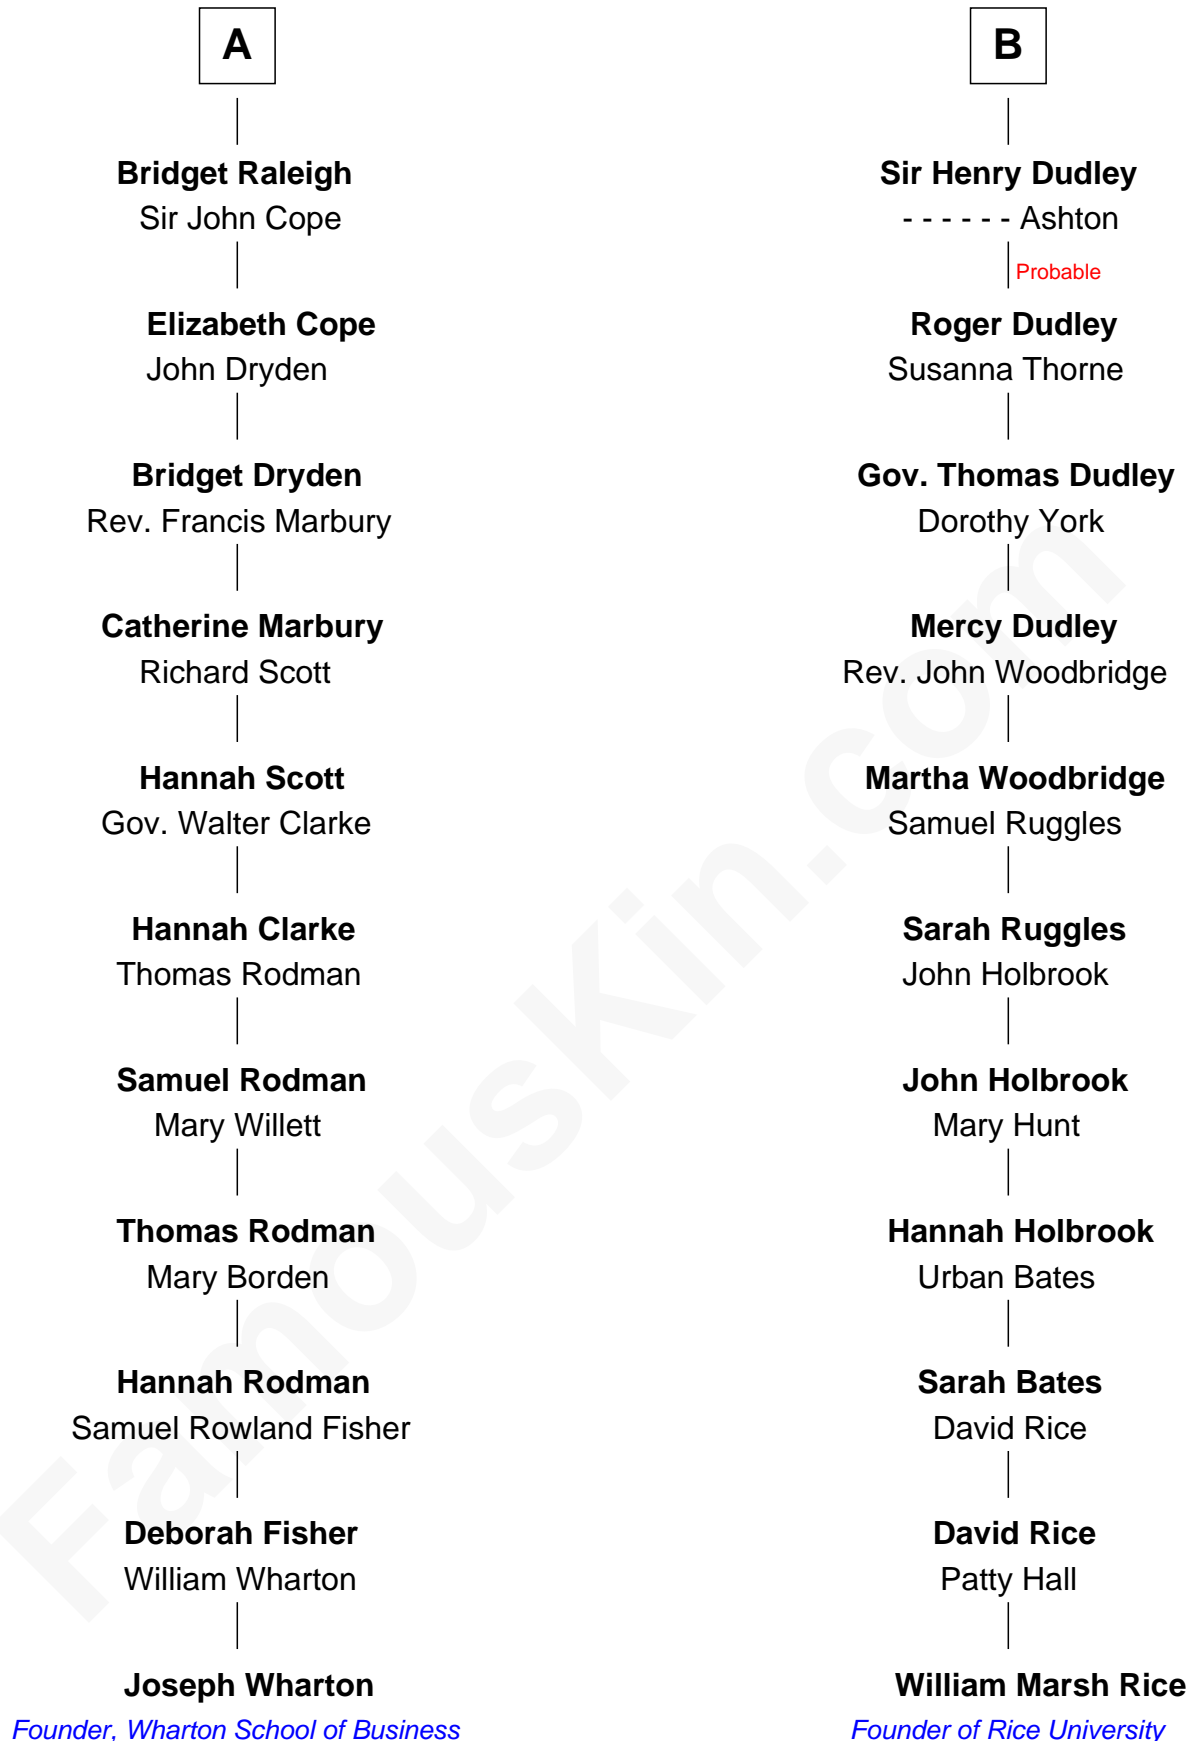 A
Bridget Raleigh
Sir John Cope
Elizabeth Cope
John Dryden
Bridget Dryden
Rev. Francis Marbury
Catherine Marbury
Richard Scott
Hannah Scott
Gov. Walter Clarke
Hannah Clarke
Thomas Rodman
Samuel Rodman
Mary Willett
Thomas Rodman
Mary Borden
Hannah Rodman
Samuel Rowland Fisher
Deborah Fisher
William Wharton
Joseph Wharton
Founder, Wharton School of Business
B
Sir Henry Dudley
- - - - - - Ashton
Probable
Roger Dudley
Susanna Thorne
Gov. Thomas Dudley
Dorothy York
Mercy Dudley
Rev. John Woodbridge
Martha Woodbridge
Samuel Ruggles
Sarah Ruggles
John Holbrook
John Holbrook
Mary Hunt
Hannah Holbrook
Urban Bates
Sarah Bates
David Rice
David Rice
Patty Hall
William Marsh Rice
Founder of Rice University
FamousKin.com